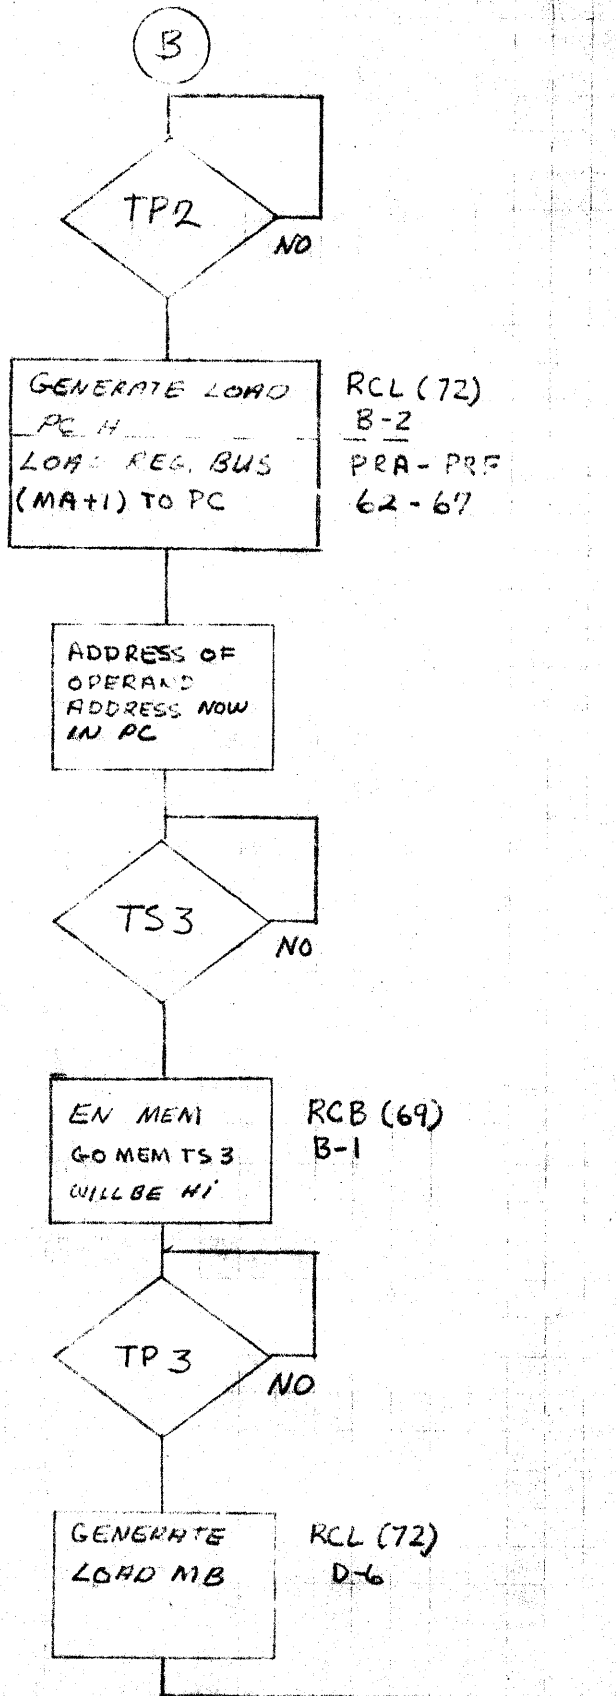 B
TP2
NO
GENERATE LOAD
PC H
LOAD REG. BUS
(MA+1) TO PC
RCL (72)
B-2
PRA - PRF
62 - 67
ADDRESS OF
OPERAND
ADDRESS NOW
IN PC
TS3
NO
EN MEM
GO MEM TS3
WILL BE Hi
RCB (69)
B-1
TP3
NO
GENERATE
LOAD MB
RCL (72)
D-6